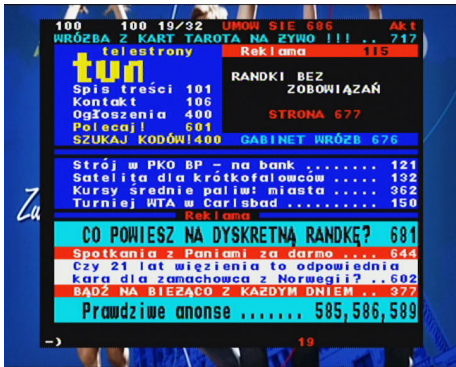 100 100 19/32 UMOW SIE 686 Akt
WRÓŻBA Z KART TAROTA NA ŻYWO !!! .. 717
telestrony
tvn
Spis treści 101
Kontakt 106
Ogłoszenia 400
Polecaj! 601
SZUKAJ KODÓW!400
Reklama 115
RANDKI BEZ
ZOBOWIĄZAŃ
STRONA 677
GABINET WRÓŻB 676
Strój w PKO BP - na bank ........ 121
Satelita dla krótkofalowców ..... 132
Kursy średnie paliw: miasta ..... 362
Turniej WTA w Carlsbad .......... 150
Reklama
CO POWIESZ NA DYSKRETNĄ RANDKĘ? 681
Spotkania z Paniami za darmo .... 644
Czy 21 lat więzienia to odpowiednia
kara dla zamachowca z Norwegii? ..602
BĄDŹ NA BIEŻĄCO Z KAŻDYM DNIEM .. 377
Prawdziwe anonse ....... 585,586,589
-) 19